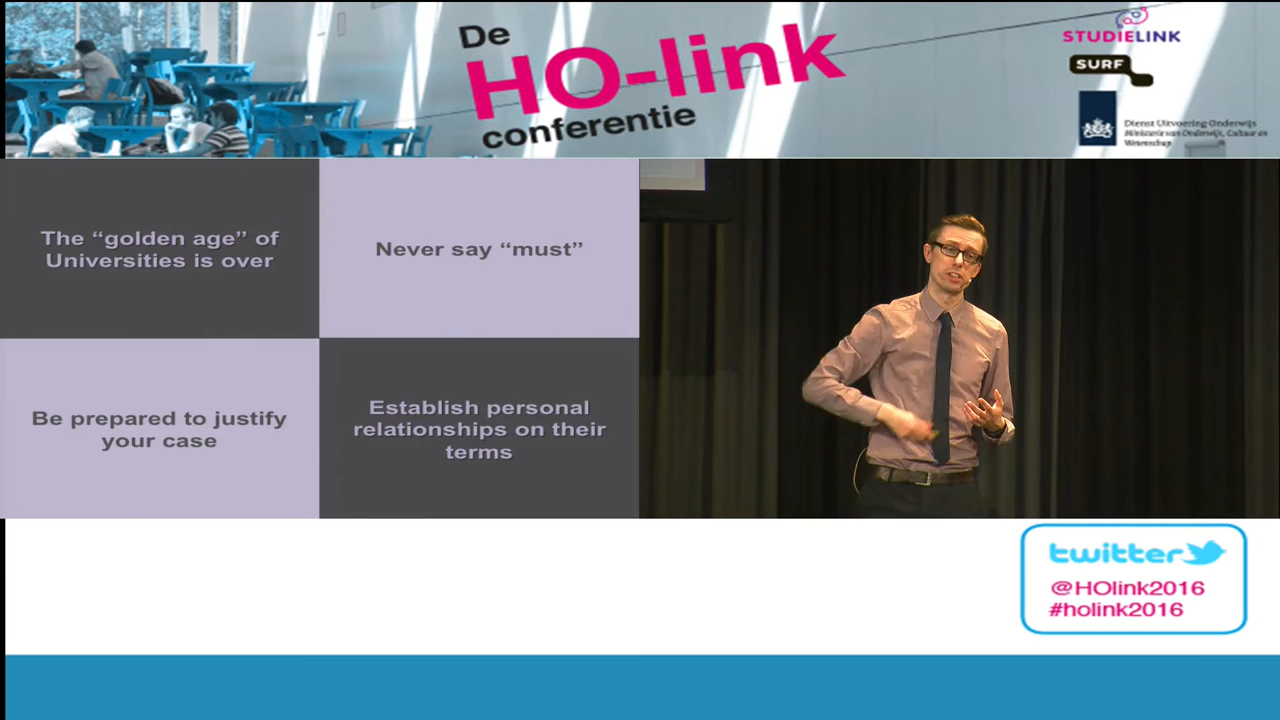 De
HO-link
conferentie
STUDIELINK
SURF
Dienst Uitvoering Onderwijs
Ministerie van Onderwijs, Cultuur en
Wetenschap
The “golden age” of
Universities is over
Never say “must”
Be prepared to justify
your case
Establish personal
relationships on their
terms
twitter
@HOlink2016
#holink2016